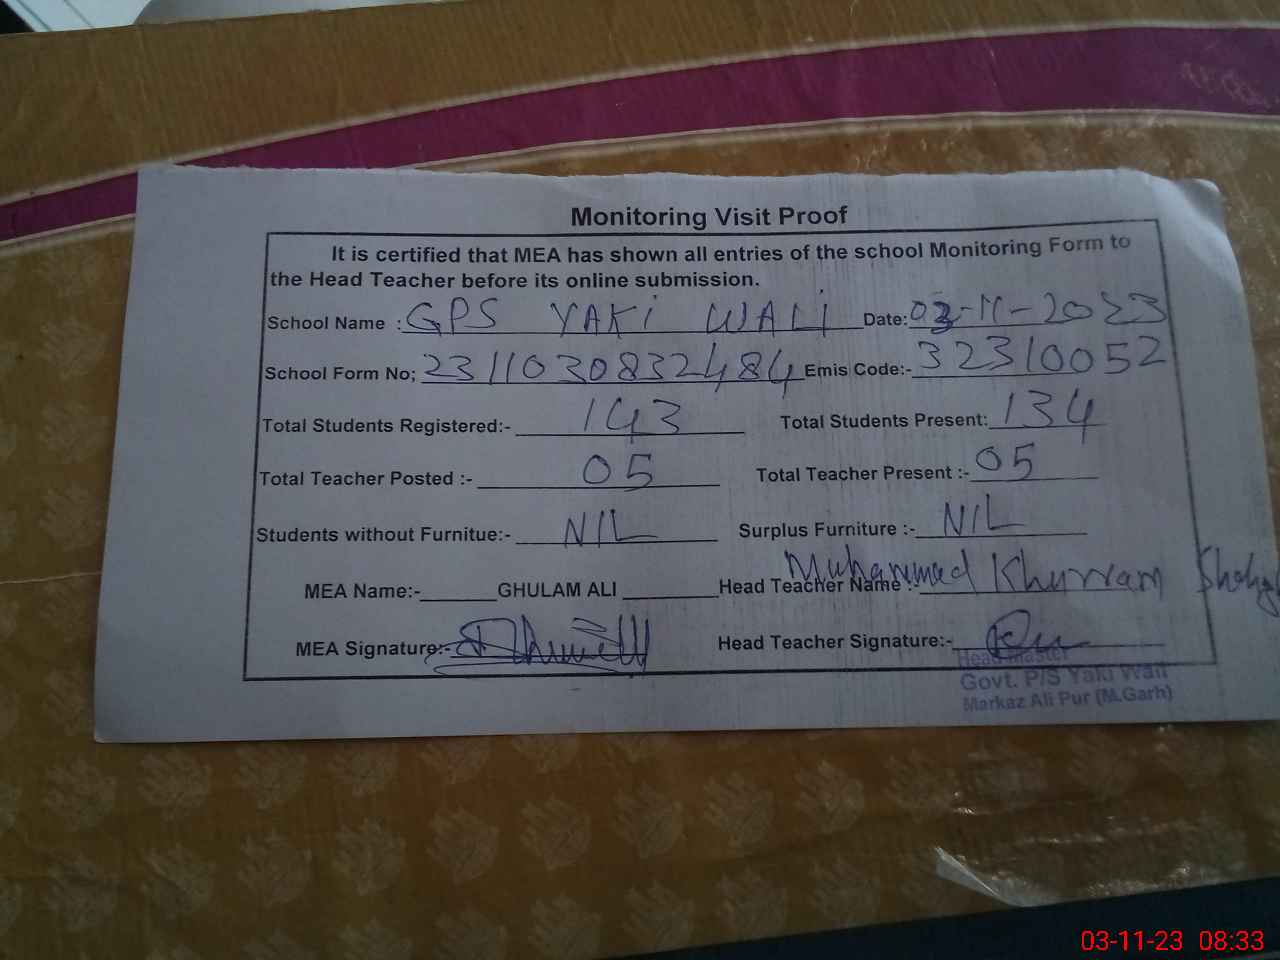 Monitoring Visit Proof
It is certified that MEA has shown all entries of the school Monitoring Form to
the Head Teacher before its online submission.
School Name : GPS YAKI WALI Date: 03-11-2023
School Form No; 2311030832484 Emis Code:- 32310052
Total Students Registered:- 143 Total Students Present: 134
Total Teacher Posted :- 05 Total Teacher Present :- 05
Students without Furnitue:- NIL Surplus Furniture :- NIL
MEA Name:- GHULAM ALI Head Teacher Name :- Muhammad Khurram
MEA Signature:- Head Teacher Signature:-
Head Master
Govt. P/S Yaki Wali
Markaz Ali Pur (M.Garh)
03-11-23 08:33